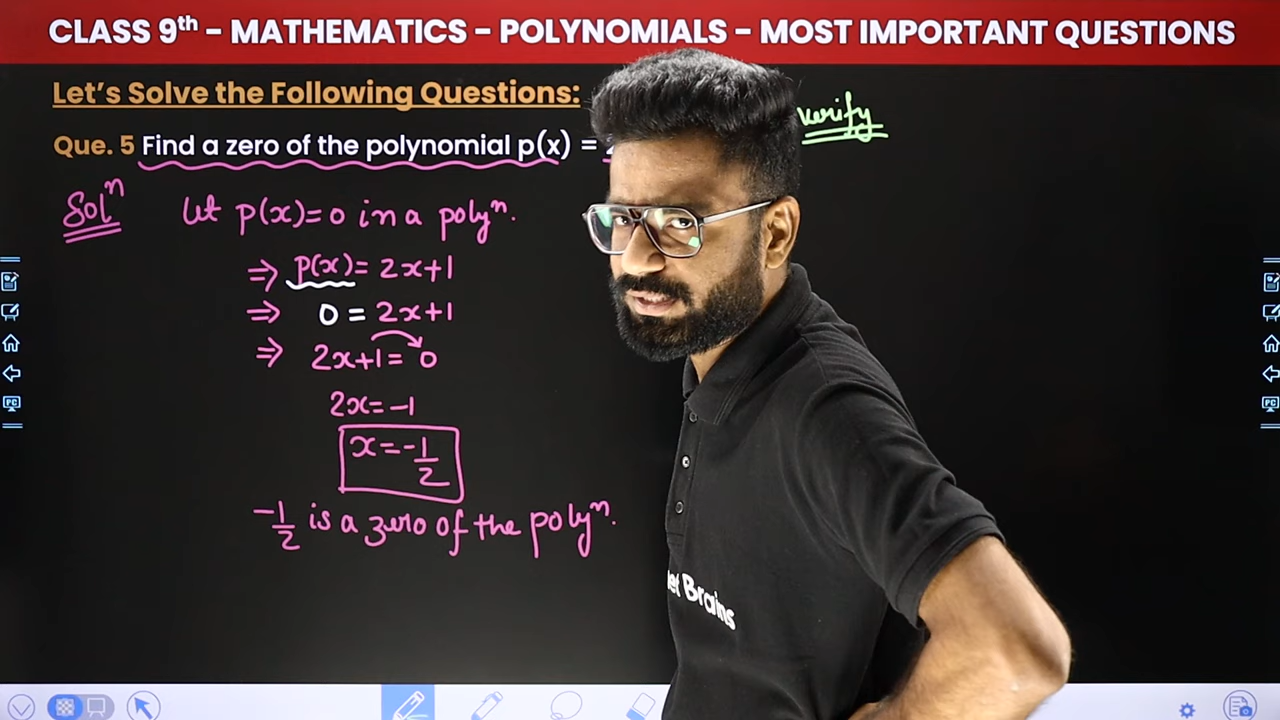 CLASS 9th – MATHEMATICS – POLYNOMIALS – MOST IMPORTANT QUESTIONS
Let's Solve the Following Questions:
verify
Que. 5 Find a zero of the polynomial p(x) =
Solⁿ Let p(x)=0 in a polyⁿ.
⇒ p(x)= 2x+1
⇒ 0 = 2x+1
⇒ 2x+1= 0
2x=-1
x=-1/2
-1/2 is a zero of the polyⁿ.
Brains
PC
PC